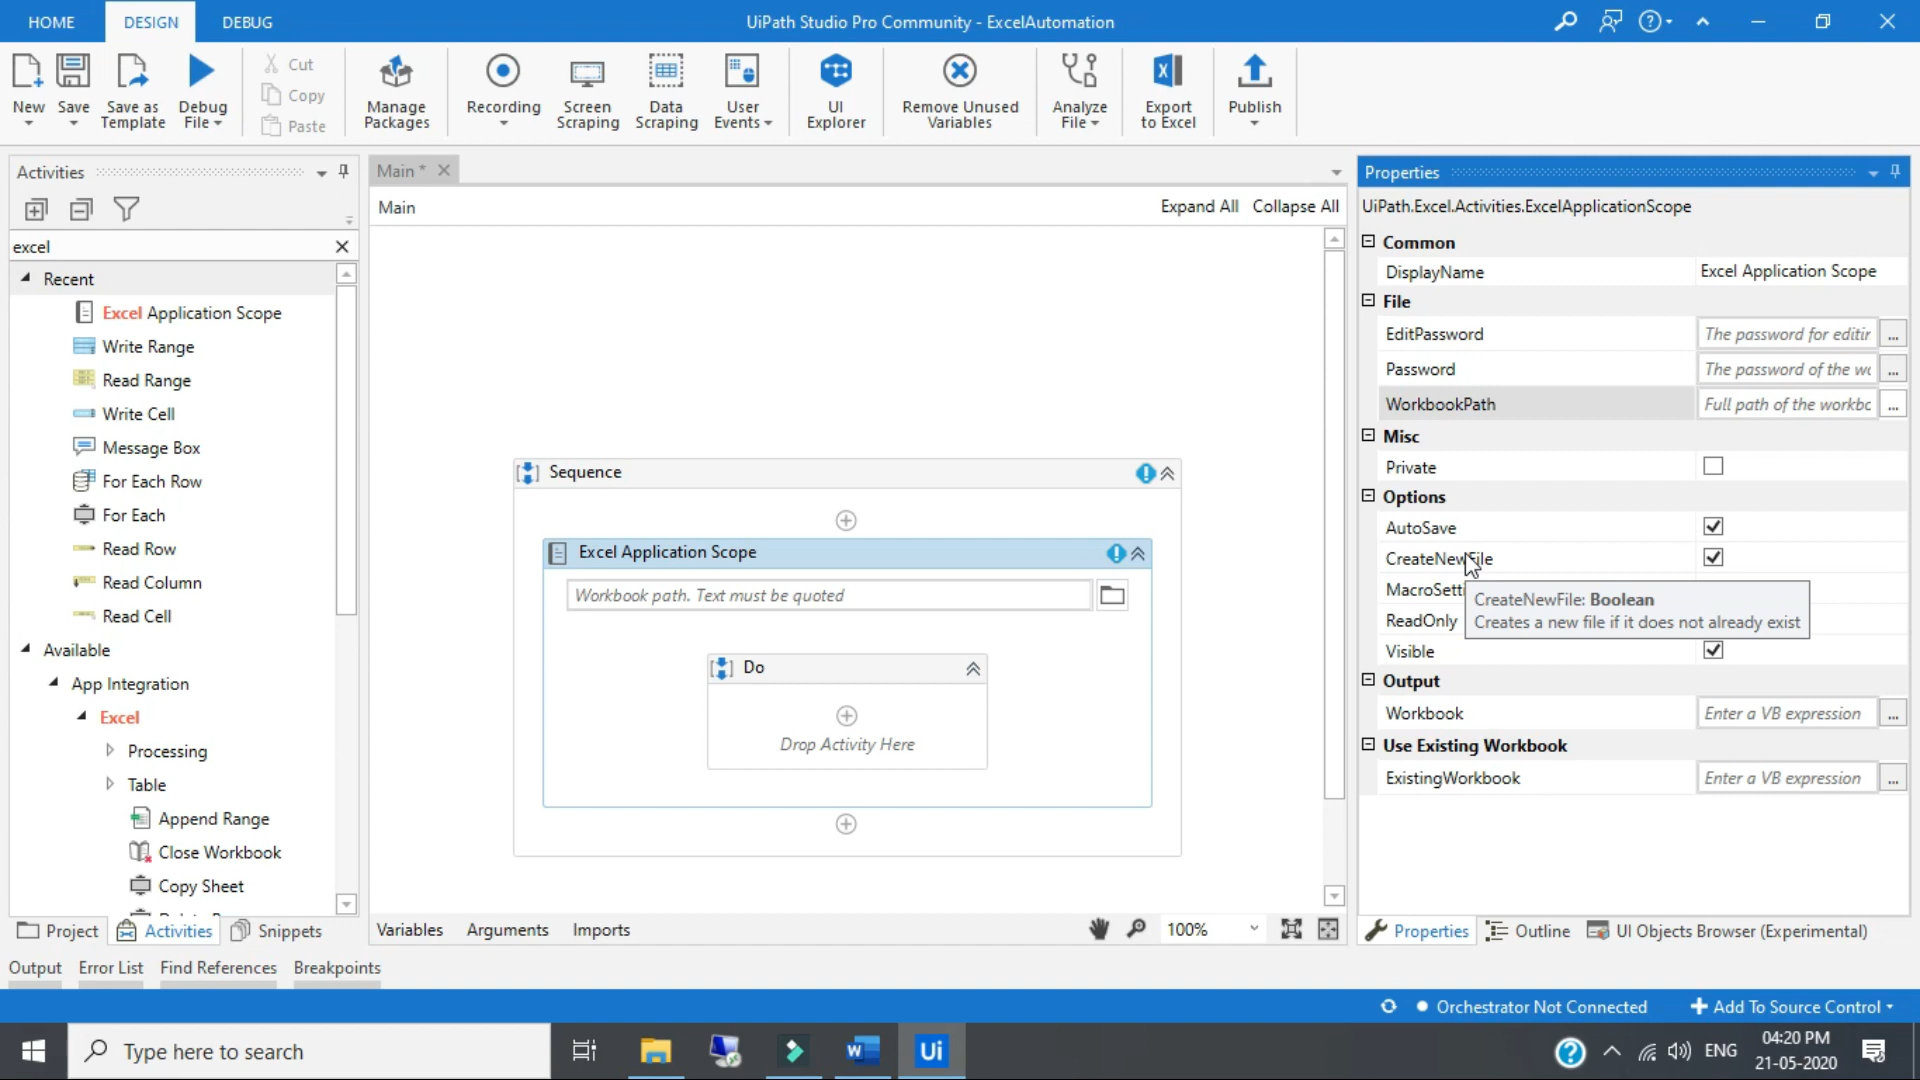 HOME
DESIGN
DEBUG
UiPath Studio Pro Community - ExcelAutomation
New
Save
Save as Template
Debug File
Cut
Copy
Paste
Manage Packages
Recording
Screen Scraping
Data Scraping
User Events
UI Explorer
Remove Unused Variables
Analyze File
Export to Excel
Publish
Activities
excel
Recent
Excel Application Scope
Write Range
Read Range
Write Cell
Message Box
For Each Row
For Each
Read Row
Read Column
Read Cell
Available
App Integration
Excel
Processing
Table
Append Range
Close Workbook
Copy Sheet
Project
Activities
Snippets
Main *
Main
Expand All
Collapse All
Sequence
Excel Application Scope
Workbook path. Text must be quoted
Do
Drop Activity Here
Variables
Arguments
Imports
100%
Properties
UiPath.Excel.Activities.ExcelApplicationScope
Common
DisplayName
Excel Application Scope
File
EditPassword
The password for editin
...
Password
The password of the wo
...
WorkbookPath
Full path of the workbo
...
Misc
Private
Options
AutoSave
CreateNewFile
MacroSetti
CreateNewFile: Boolean
Creates a new file if it does not already exist
ReadOnly
Visible
Output
Workbook
Enter a VB expression
...
Use Existing Workbook
ExistingWorkbook
Enter a VB expression
...
Properties
Outline
UI Objects Browser (Experimental)
Output
Error List
Find References
Breakpoints
Orchestrator Not Connected
Add To Source Control
Type here to search
Ui
ENG
04:20 PM
21-05-2020